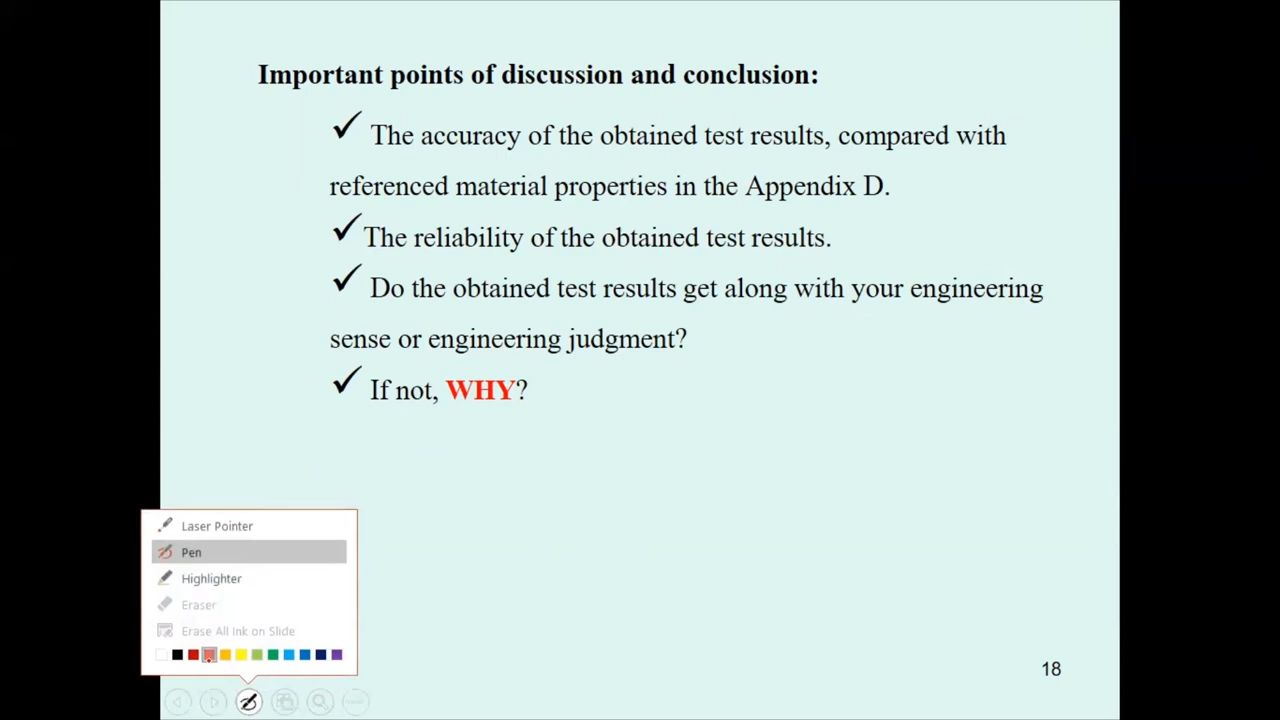 Important points of discussion and conclusion:
✓ The accuracy of the obtained test results, compared with
referenced material properties in the Appendix D.
✓The reliability of the obtained test results.
✓ Do the obtained test results get along with your engineering
sense or engineering judgment?
✓ If not, WHY?
Laser Pointer
Pen
Highlighter
Eraser
Erase All Ink on Slide
18